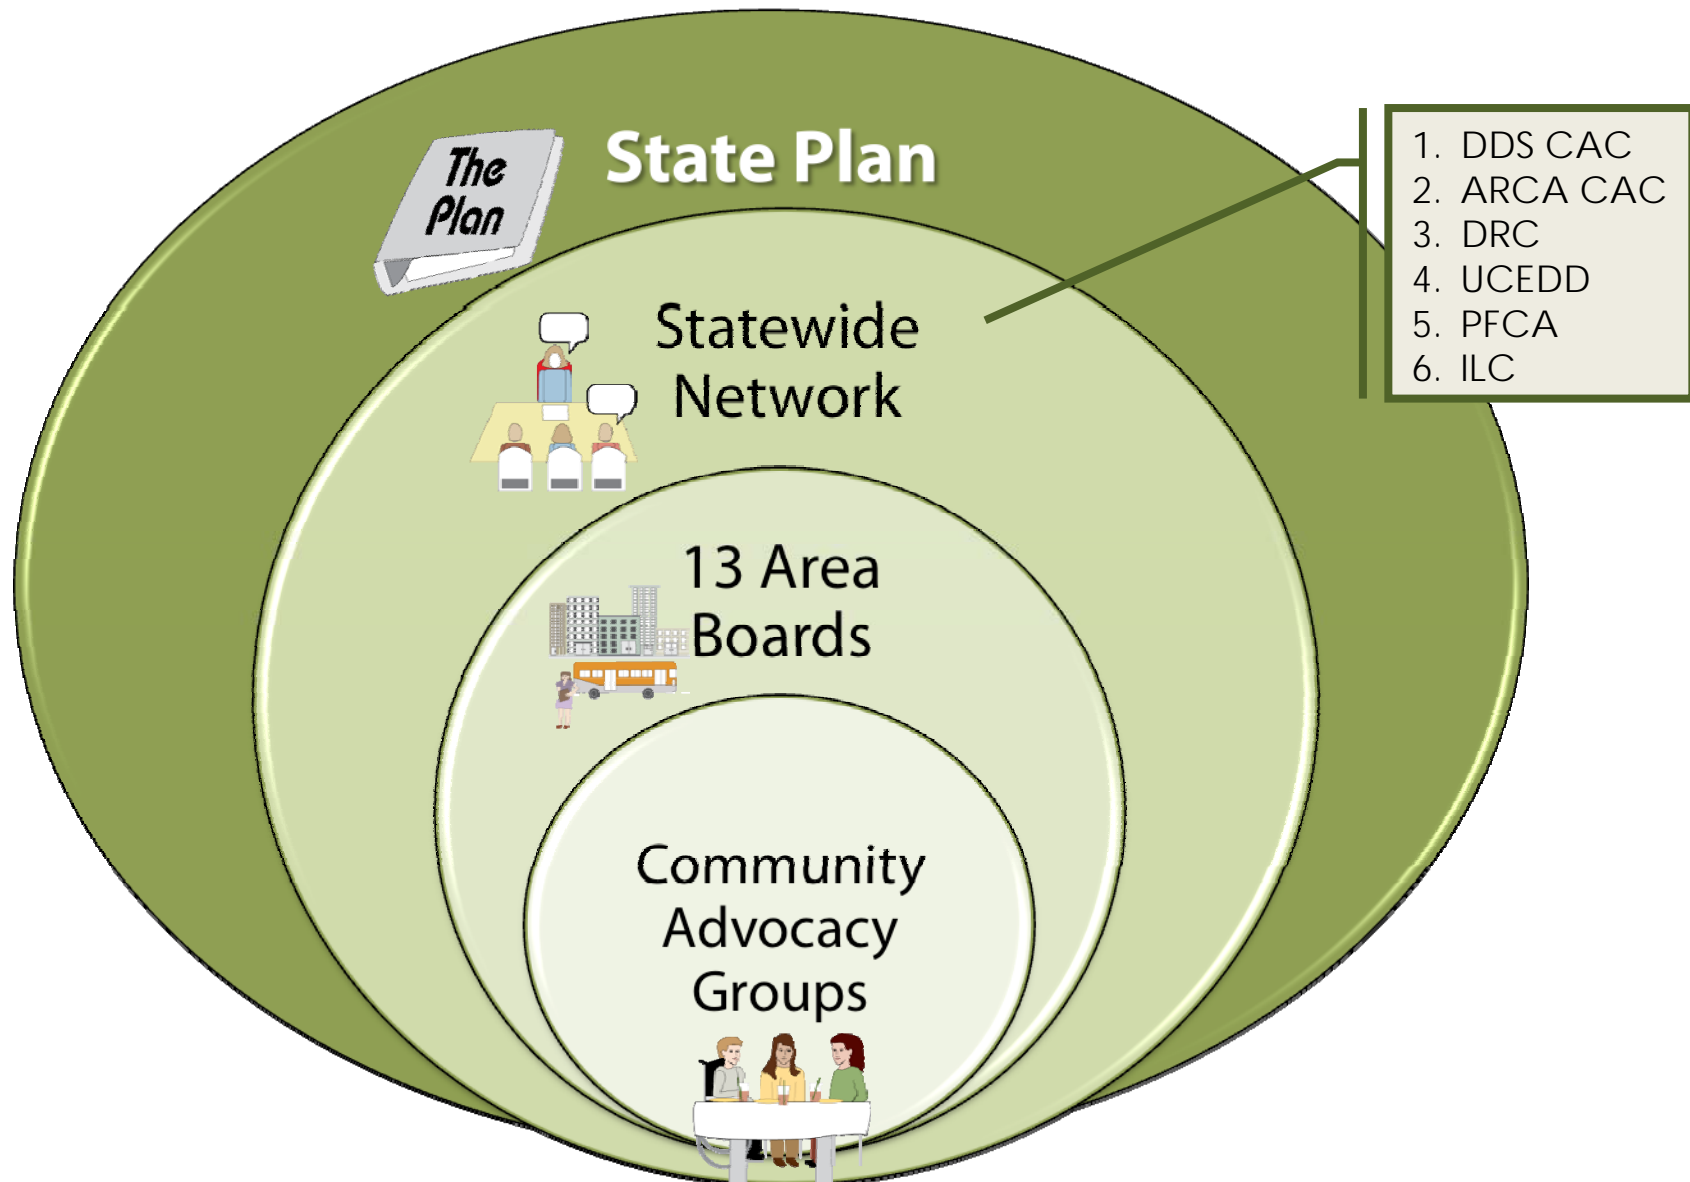 The
Plan
State Plan
1. DDS CAC
2. ARCA CAC
3. DRC
4. UCEDD
5. PFCA
6. ILC
Statewide
Network
13 Area
Boards
Community
Advocacy
Groups